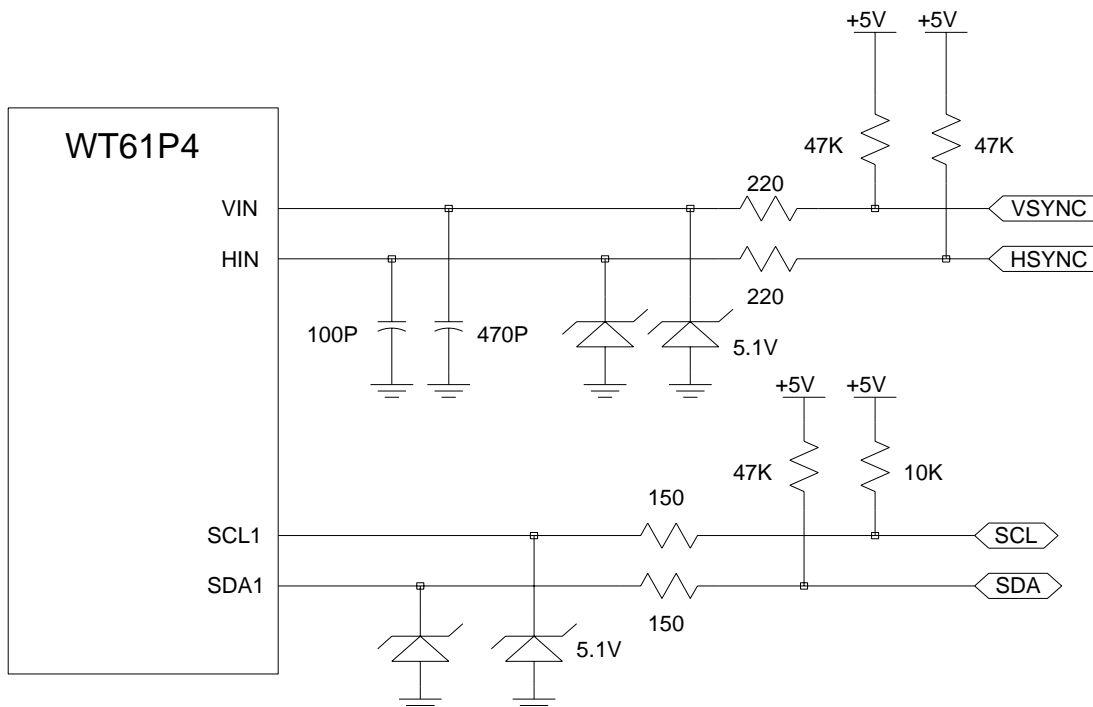 +5V
+5V
WT61P4
47K
47K
220
VIN
VSYNC
HIN
HSYNC
220
100P
470P
5.1V
+5V
+5V
47K
10K
150
SCL1
SCL
SDA1
SDA
150
5.1V